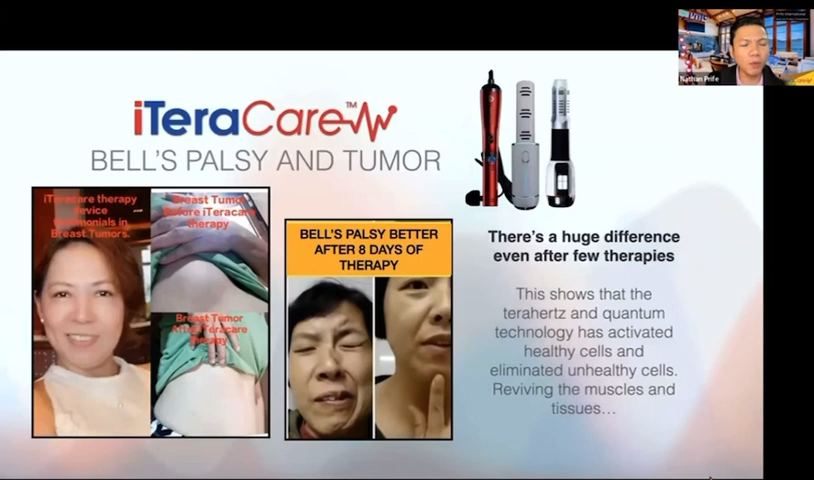 Nathan Prife
iTeraCare™
BELL'S PALSY AND TUMOR
iTeracare therapy
device
testimonials in
Breast Tumors.
Breast Tumor
Before iTeracare
therapy
Breast Tumor
After iTeracare
therapy
BELL'S PALSY BETTER
AFTER 8 DAYS OF
THERAPY
There's a huge difference
even after few therapies
This shows that the
terahertz and quantum
technology has activated
healthy cells and
eliminated unhealthy cells.
Reviving the muscles and
tissues…